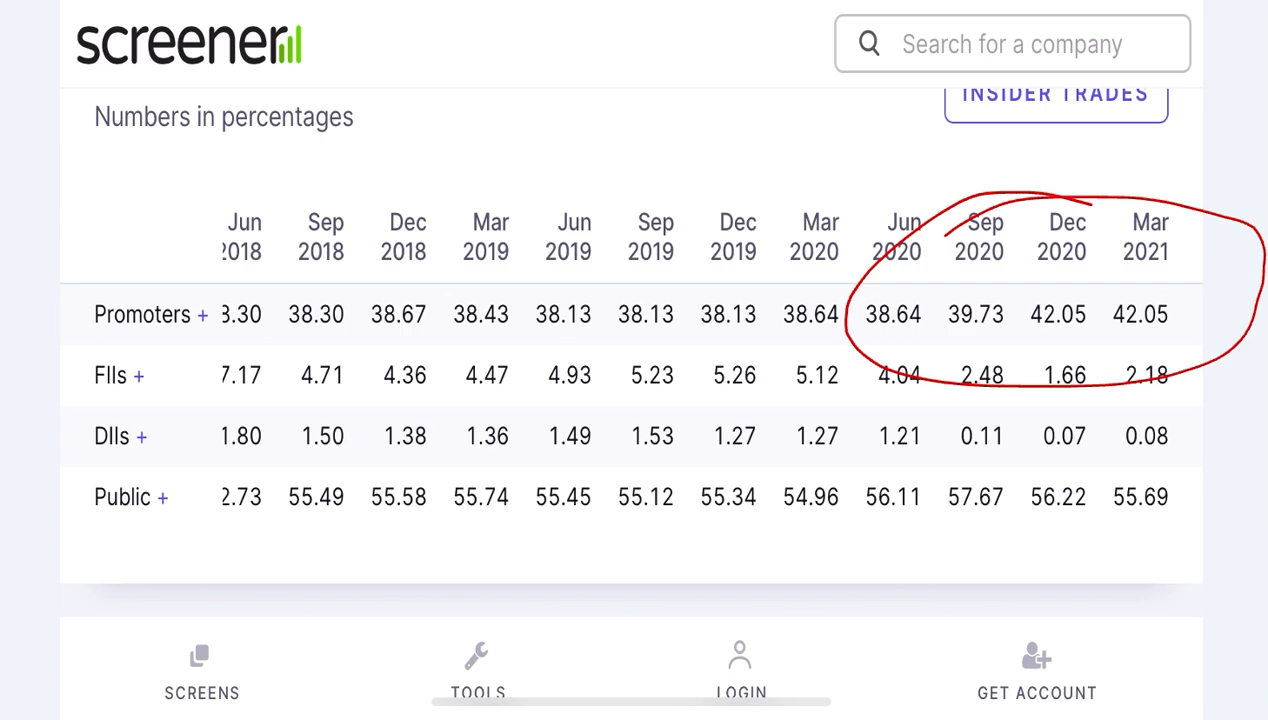 screener
Search for a company
INSIDER TRADES
Numbers in percentages
Jun 2018 Sep 2018 Dec 2018 Mar 2019 Jun 2019 Sep 2019 Dec 2019 Mar 2020 Jun 2020 Sep 2020 Dec 2020 Mar 2021
Promoters + 3.30 38.30 38.67 38.43 38.13 38.13 38.13 38.64 38.64 39.73 42.05 42.05
FIIs + 7.17 4.71 4.36 4.47 4.93 5.23 5.26 5.12 4.04 2.48 1.66 2.18
DIIs + 1.80 1.50 1.38 1.36 1.49 1.53 1.27 1.27 1.21 0.11 0.07 0.08
Public + 2.73 55.49 55.58 55.74 55.45 55.12 55.34 54.96 56.11 57.67 56.22 55.69
SCREENS TOOLS LOGIN GET ACCOUNT